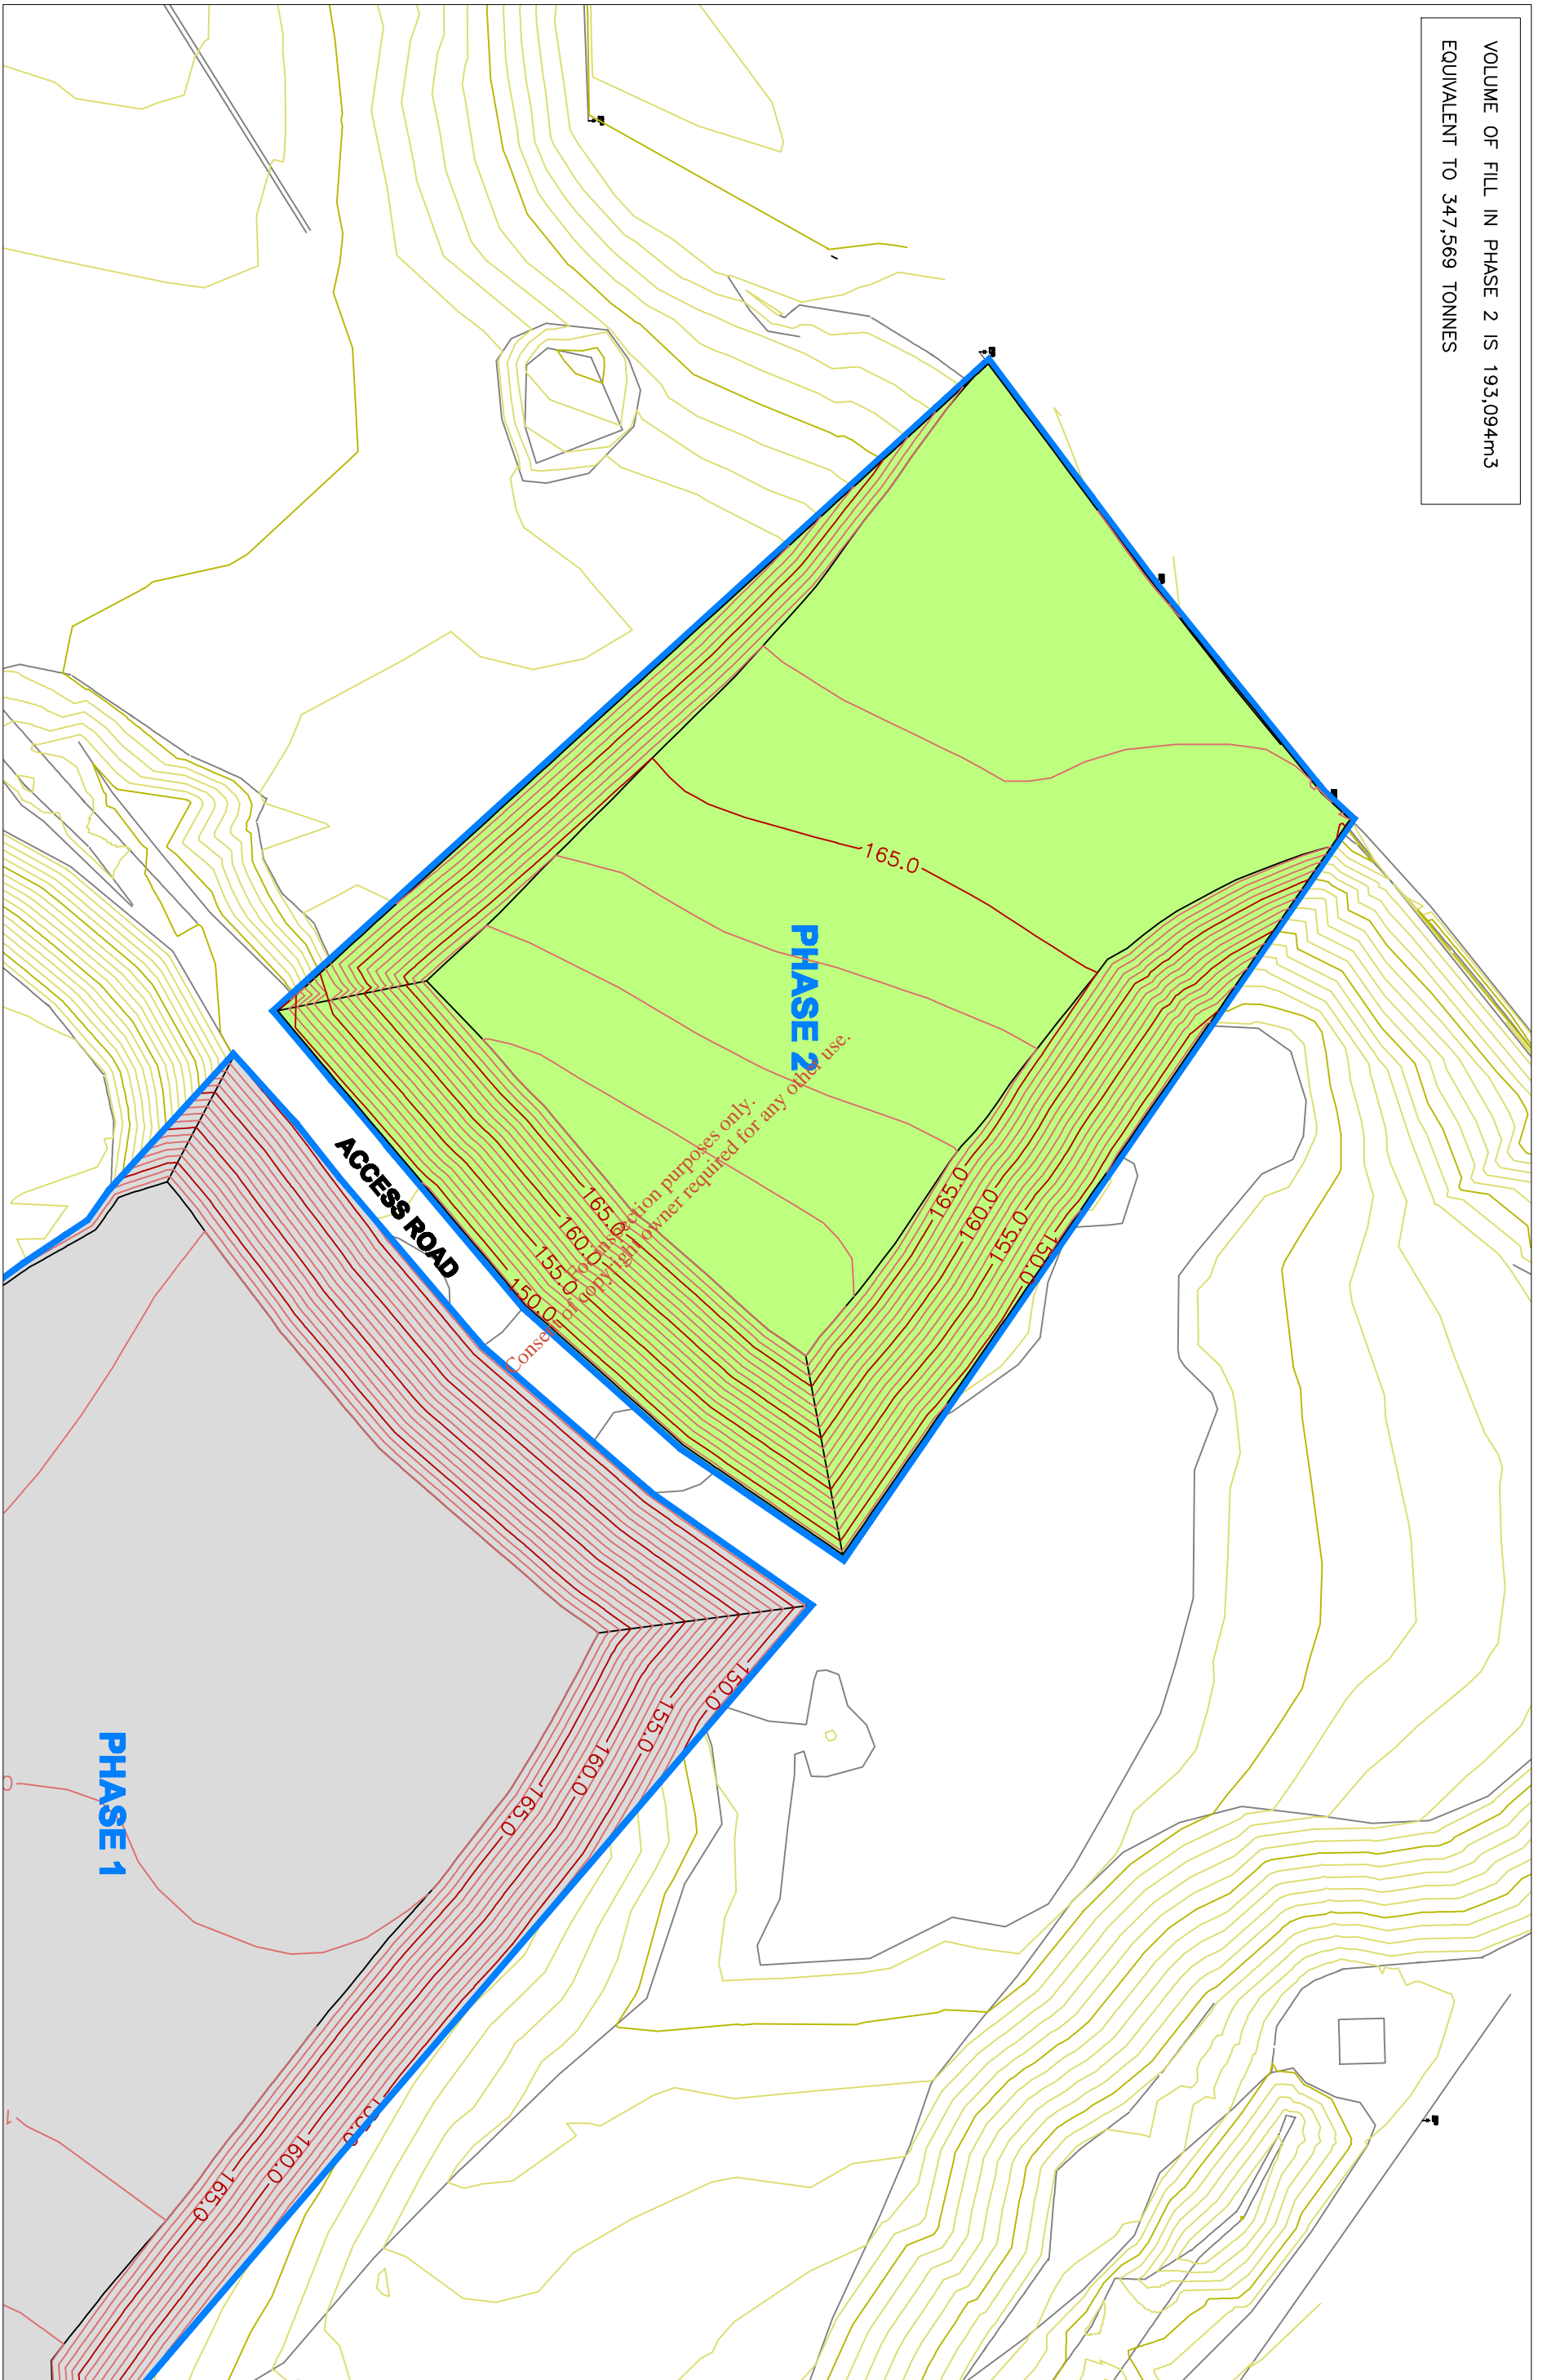 VOLUME OF FILL IN PHASE 2 IS 193,094m3
EQUIVALENT TO 347,569 TONNES
165.0
PHASE 2
165.0
160.0
155.0
150.0
165.0
160.0
155.0
150.0
ACCESS ROAD
For inspection purposes only.
Consent of copyright owner required for any other use.
150.0
155.0
160.0
165.0
PHASE 1
155.0
160.0
165.0